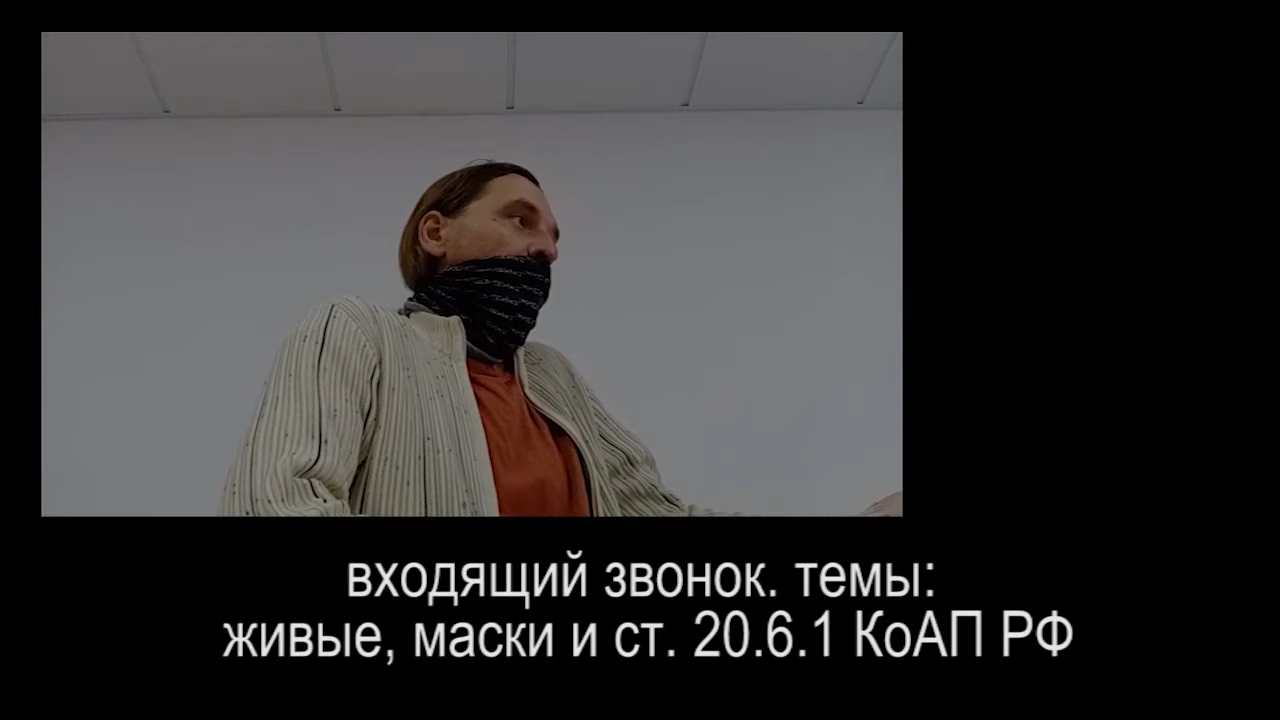 входящий звонок. темы:
живые, маски и ст. 20.6.1 КоАП РФ